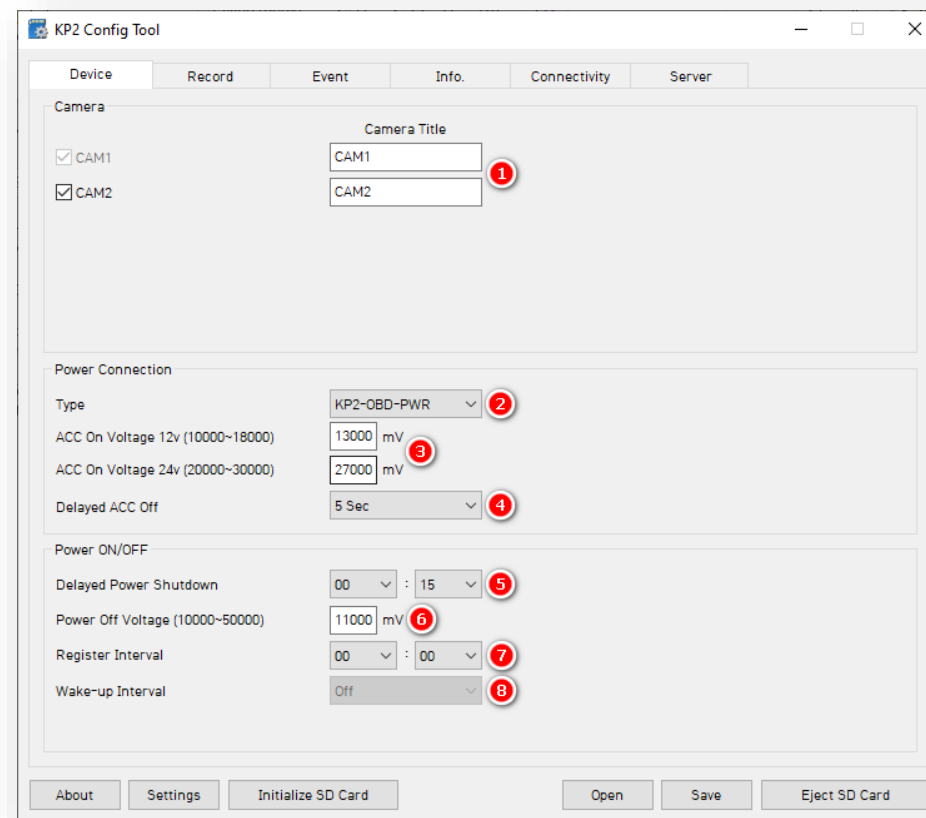 KP2 Config Tool
Device Record Event Info. Connectivity Server
Camera
Camera Title
CAM1 CAM1
1
CAM2 CAM2
Power Connection
Type KP2-OBD-PWR 2
ACC On Voltage 12v (10000~18000) 13000 mV
3
ACC On Voltage 24v (20000~30000) 27000 mV
Delayed ACC Off 5 Sec 4
Power ON/OFF
Delayed Power Shutdown 00 : 15 5
Power Off Voltage (10000~50000) 11000 mV 6
Register Interval 00 : 00 7
Wake-up Interval Off 8
About Settings Initialize SD Card Open Save Eject SD Card